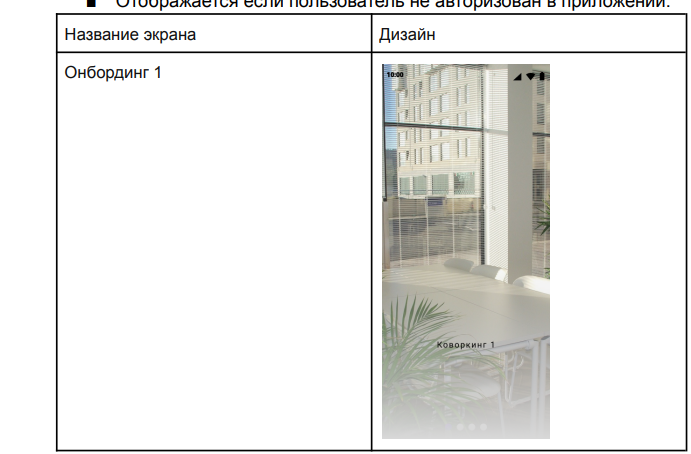 ■ Отображается если пользователь не авторизован в приложении.
Название экрана
Дизайн
Онбординг 1
10:00
Коворкинг 1